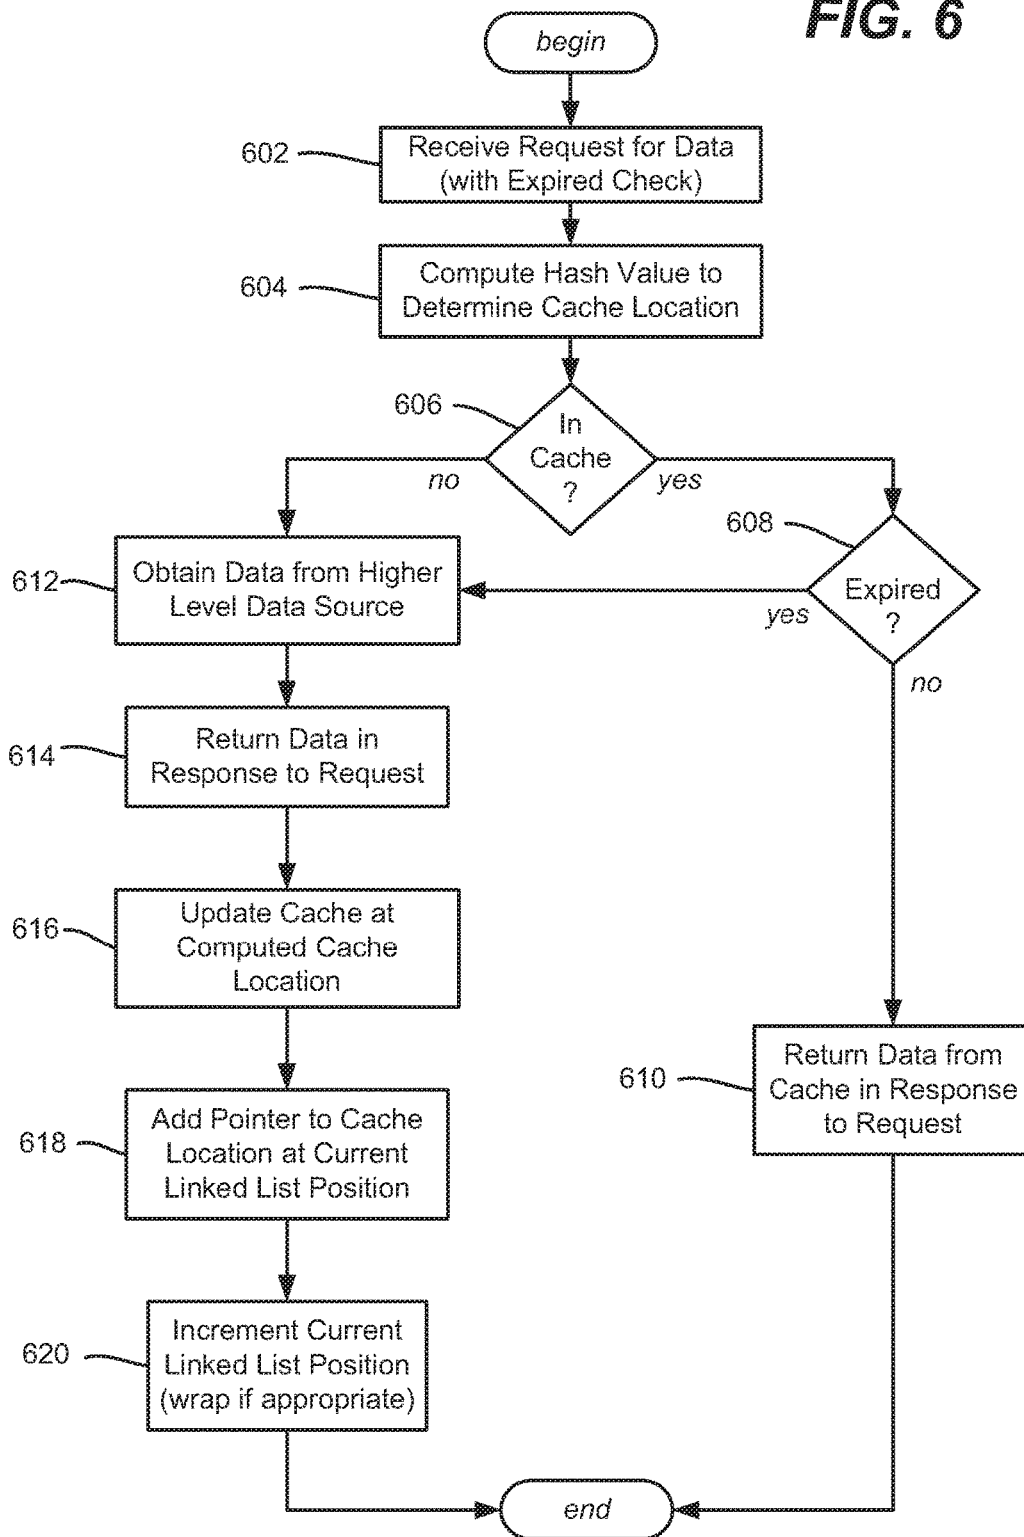 FIG. 6
begin
602
Receive Request for Data
(with Expired Check)
604
Compute Hash Value to
Determine Cache Location
606
In
Cache
?
no
yes
608
Expired
?
yes
no
612
Obtain Data from Higher
Level Data Source
614
Return Data in
Response to Request
616
Update Cache at
Computed Cache
Location
610
Return Data from
Cache in Response
to Request
618
Add Pointer to Cache
Location at Current
Linked List Position
620
Increment Current
Linked List Position
(wrap if appropriate)
end